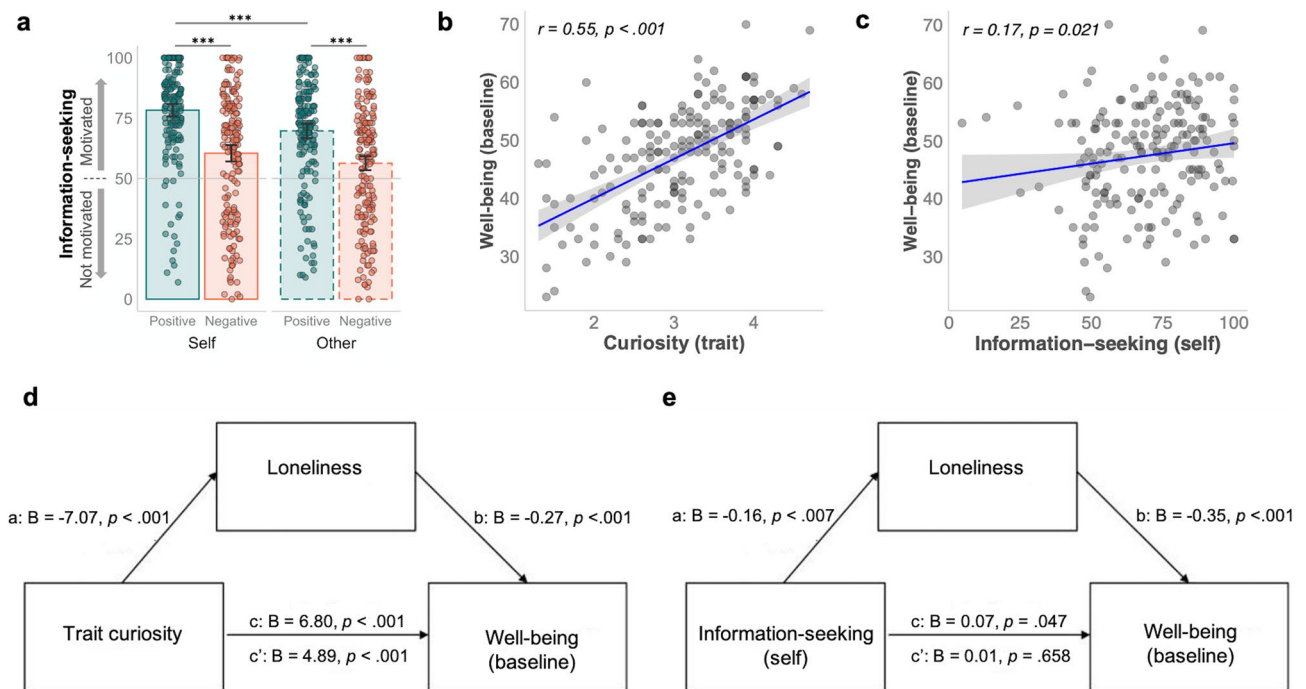 a
***
***
***
Information-seeking
Motivated
Not motivated
100
75
50
25
0
Positive
Negative
Positive
Negative
Self
Other
b
r = 0.55, p < .001
Well-being (baseline)
70
60
50
40
30
2
3
4
Curiosity (trait)
c
r = 0.17, p = 0.021
Well–being (baseline)
70
60
50
40
30
0
25
50
75
100
Information–seeking (self)
d
Loneliness
a: B = -7.07, p < .001
b: B = -0.27, p <.001
Trait curiosity
c: B = 6.80, p < .001
c': B = 4.89, p < .001
Well-being
(baseline)
e
Loneliness
a: B = -0.16, p < .007
b: B = -0.35, p <.001
Information-seeking
(self)
c: B = 0.07, p = .047
c': B = 0.01, p = .658
Well-being
(baseline)